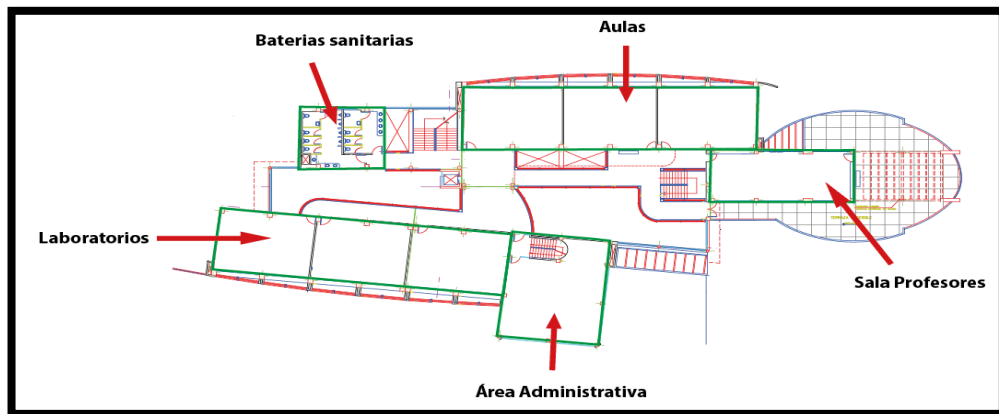 Aulas
Baterias sanitarias
Laboratorios
Sala Profesores
Área Administrativa